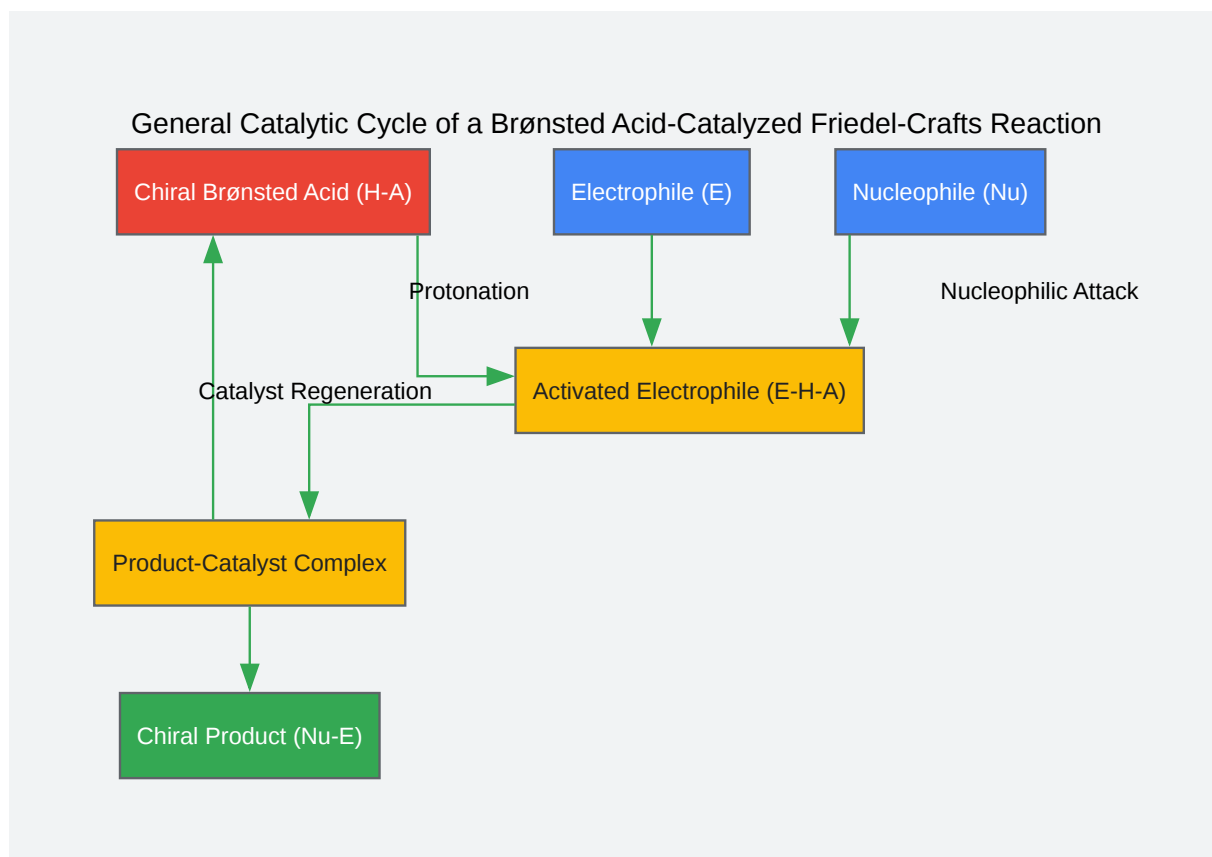 General Catalytic Cycle of a Brønsted Acid-Catalyzed Friedel-Crafts Reaction
Chiral Brønsted Acid (H-A)
Electrophile (E)
Nucleophile (Nu)
Protonation
Nucleophilic Attack
Catalyst Regeneration
Activated Electrophile (E-H-A)
Product-Catalyst Complex
Chiral Product (Nu-E)